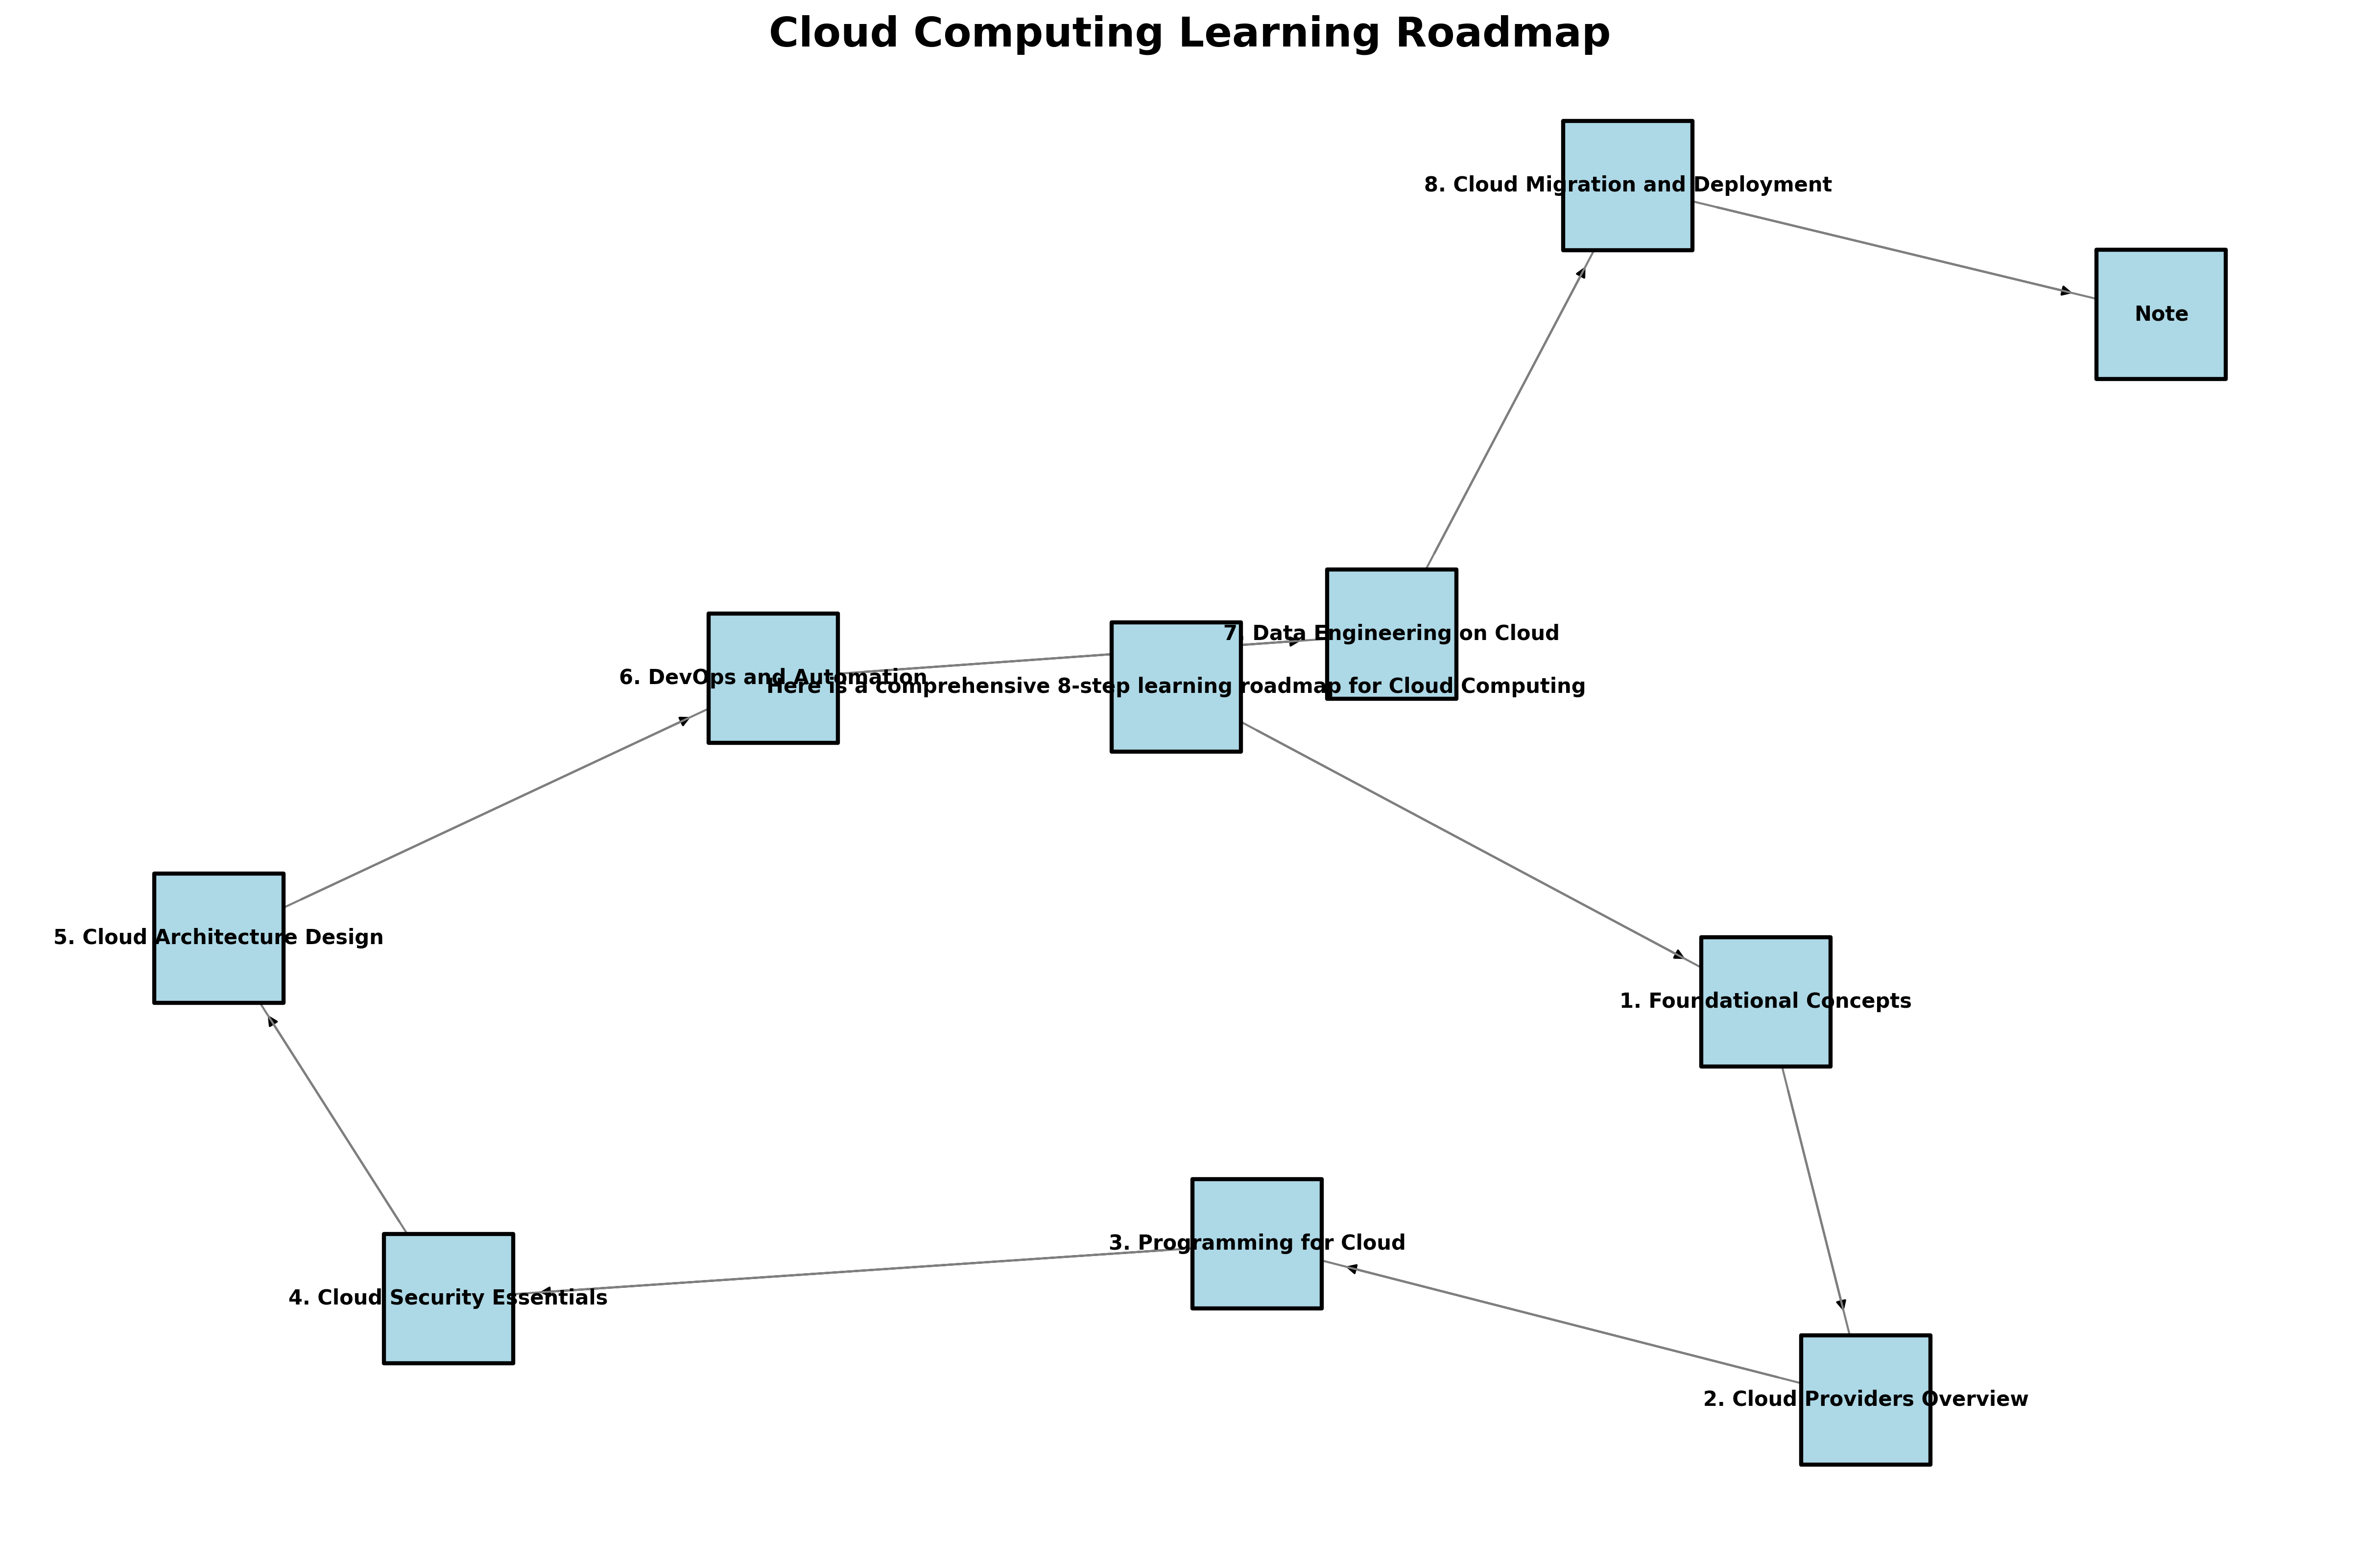 Cloud Computing Learning Roadmap
8. Cloud Migration and Deployment
Note
7. Data Engineering on Cloud
6. DevOps and Automation
Here is a comprehensive 8-step learning roadmap for Cloud Computing
5. Cloud Architecture Design
1. Foundational Concepts
3. Programming for Cloud
4. Cloud Security Essentials
2. Cloud Providers Overview